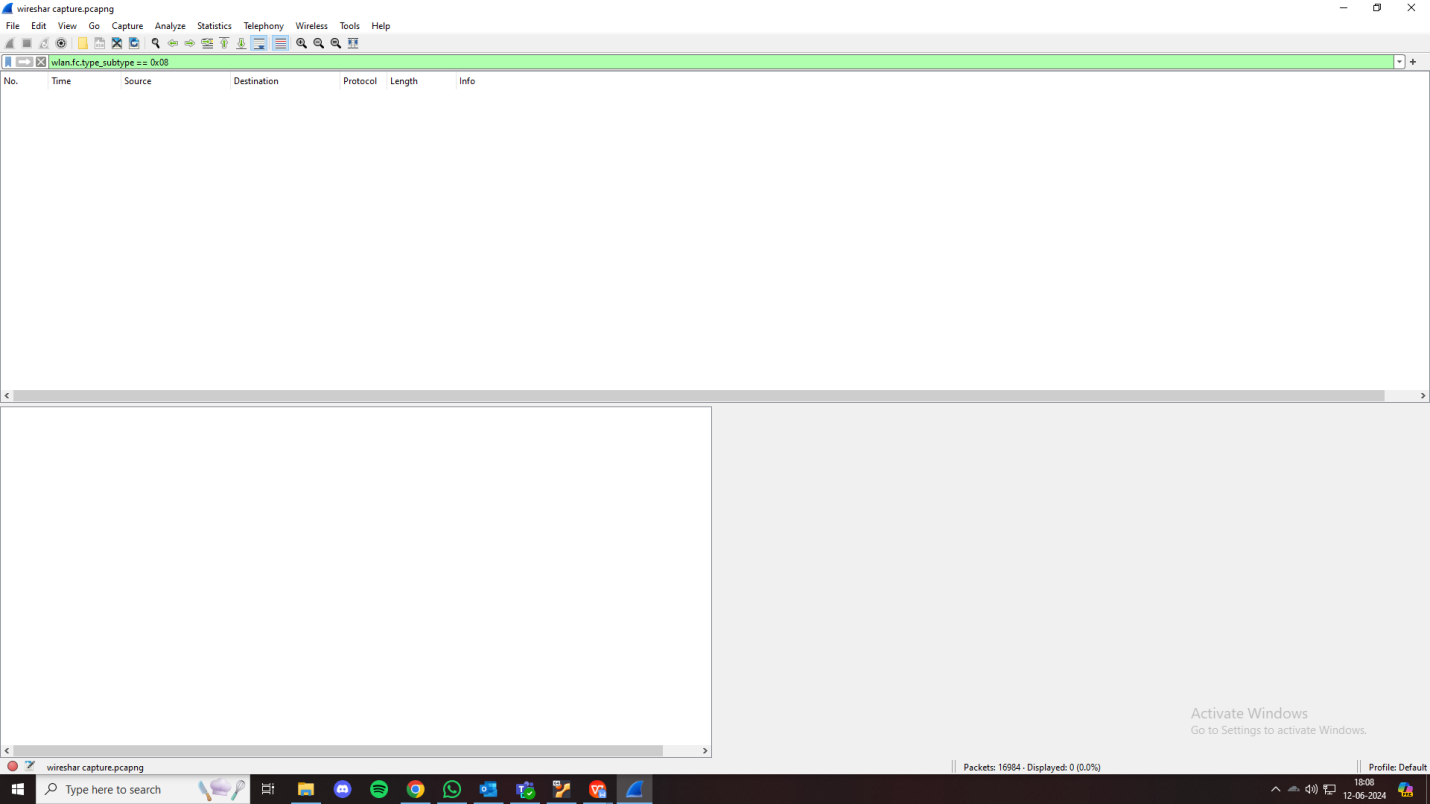 wireshar capture.pcapng
File Edit View Go Capture Analyze Statistics Telephony Wireless Tools Help
wlan.fc.type_subtype == 0x08
No. Time Source Destination Protocol Length Info
Activate Windows
Go to Settings to activate Windows.
wireshar capture.pcapng Packets: 16984 · Displayed: 0 (0.0%) Profile: Default
Type here to search
18:08
12-06-2024